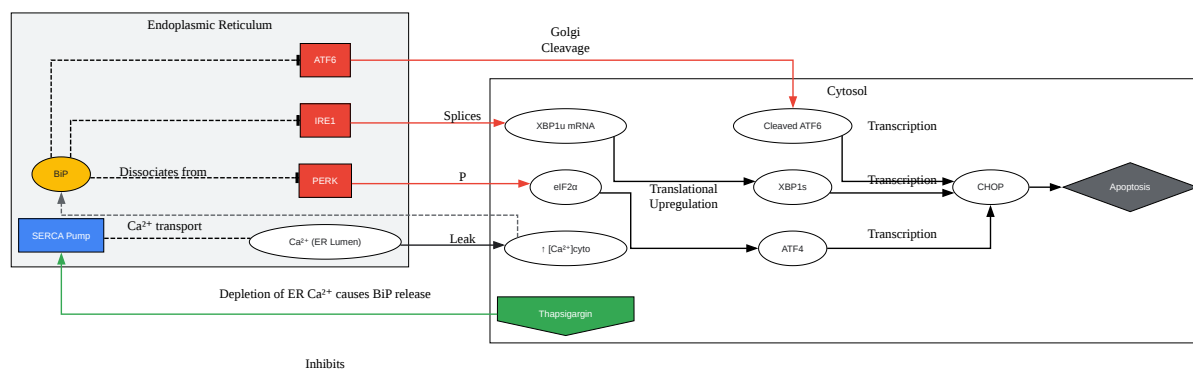 Endoplasmic Reticulum
Golgi
Cleavage
ATF6
Cytosol
IRE1
Splices
XBP1u mRNA
Cleaved ATF6
Transcription
BiP
Dissociates from
PERK
P
eIF2α
Translational
Upregulation
XBP1s
Transcription
CHOP
Apoptosis
SERCA Pump
Ca²⁺ transport
Ca²⁺ (ER Lumen)
Leak
↑ [Ca²⁺]cyto
ATF4
Transcription
Depletion of ER Ca²⁺ causes BiP release
Thapsigargin
Inhibits